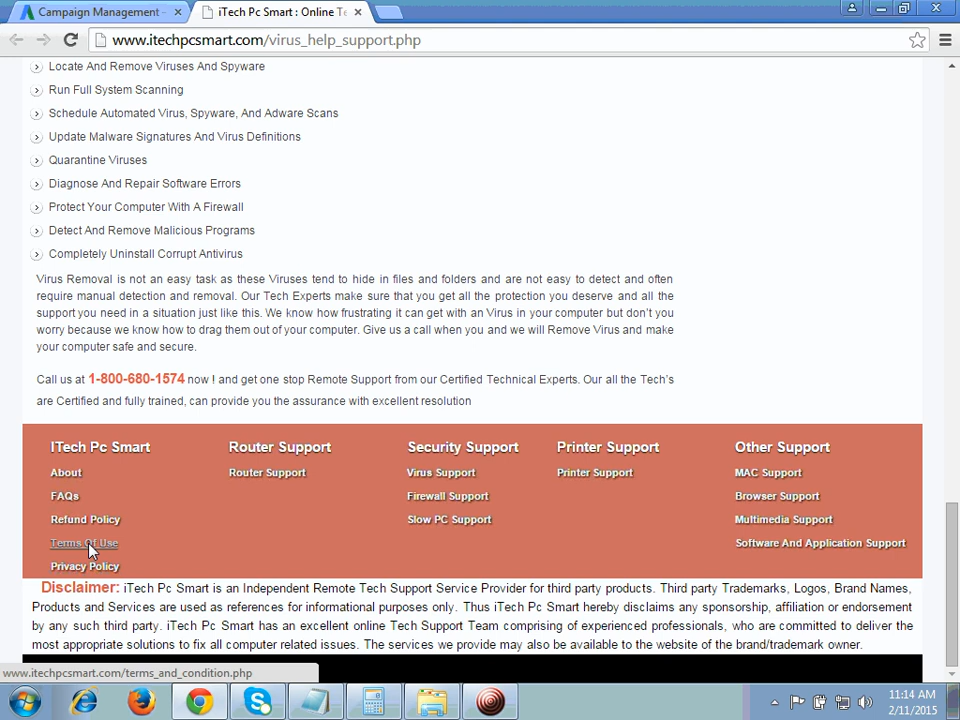 Campaign Management -
iTech Pc Smart : Online Te
www.itechpcsmart.com/virus_help_support.php
Locate And Remove Viruses And Spyware
Run Full System Scanning
Schedule Automated Virus, Spyware, And Adware Scans
Update Malware Signatures And Virus Definitions
Quarantine Viruses
Diagnose And Repair Software Errors
Protect Your Computer With A Firewall
Detect And Remove Malicious Programs
Completely Uninstall Corrupt Antivirus
Virus Removal is not an easy task as these Viruses tend to hide in files and folders and are not easy to detect and often
require manual detection and removal. Our Tech Experts make sure that you get all the protection you deserve and all the
support you need in a situation just like this. We know how frustrating it can get with an Virus in your computer but don't you
worry because we know how to drag them out of your computer. Give us a call when you and we will Remove Virus and make
your computer safe and secure.
Call us at 1-800-680-1574 now ! and get one stop Remote Support from our Certified Technical Experts. Our all the Tech's
are Certified and fully trained, can provide you the assurance with excellent resolution
ITech Pc Smart Router Support Security Support Printer Support Other Support
About Router Support Virus Support Printer Support MAC Support
FAQs Firewall Support Browser Support
Refund Policy Slow PC Support Multimedia Support
Terms Of Use Software And Application Support
Privacy Policy
Disclaimer: iTech Pc Smart is an Independent Remote Tech Support Service Provider for third party products. Third party Trademarks, Logos, Brand Names,
Products and Services are used as references for informational purposes only. Thus iTech Pc Smart hereby disclaims any sponsorship, affiliation or endorsement
by any such third party. iTech Pc Smart has an excellent online Tech Support Team comprising of experienced professionals, who are committed to deliver the
most appropriate solutions to fix all computer related issues. The services we provide may also be available to the website of the brand/trademark owner.
www.itechpcsmart.com/terms_and_condition.php
11:14 AM
2/11/2015